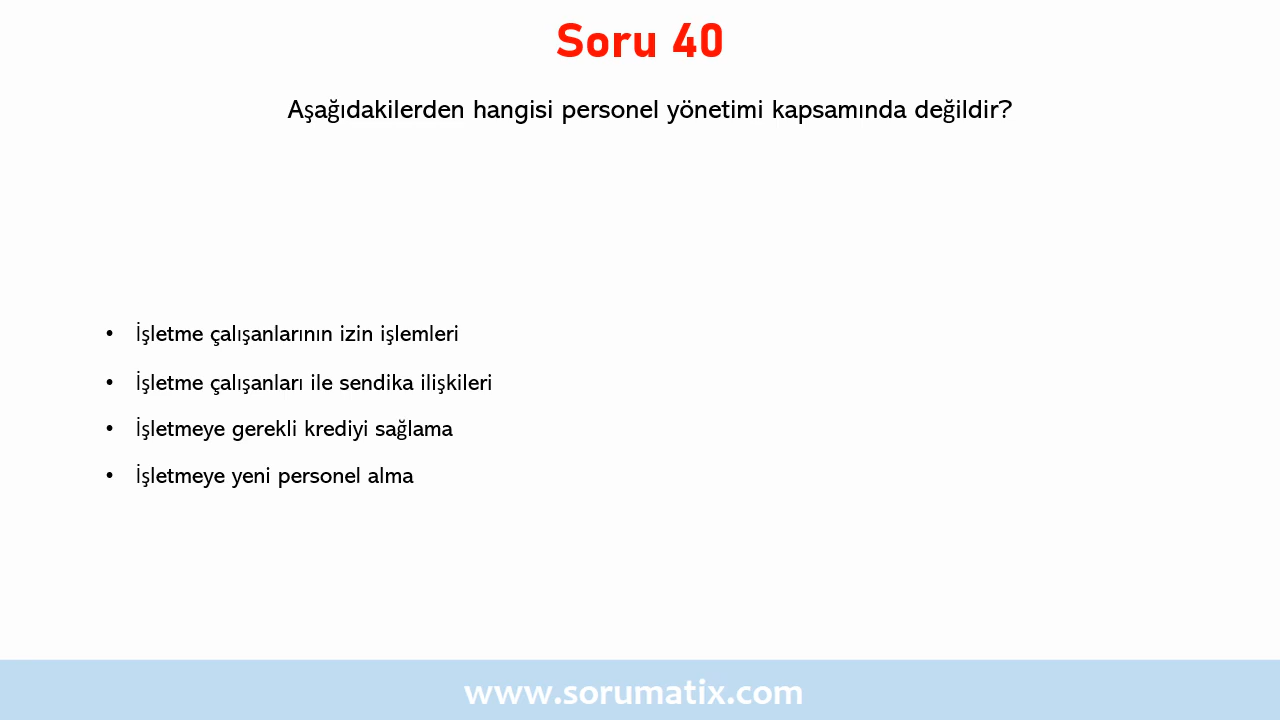 Soru 40
Aşağıdakilerden hangisi personel yönetimi kapsamında değildir?
• İşletme çalışanlarının izin işlemleri
• İşletme çalışanları ile sendika ilişkileri
• İşletmeye gerekli krediyi sağlama
• İşletmeye yeni personel alma
www.sorumatix.com